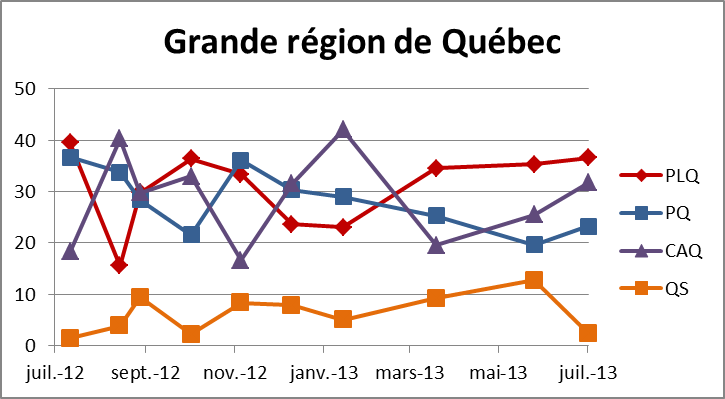 Grande région de Québec
50
40
30
20
10
0
juil.-12 sept.-12 nov.-12 janv.-13 mars-13 mai-13 juil.-13
PLQ
PQ
CAQ
QS